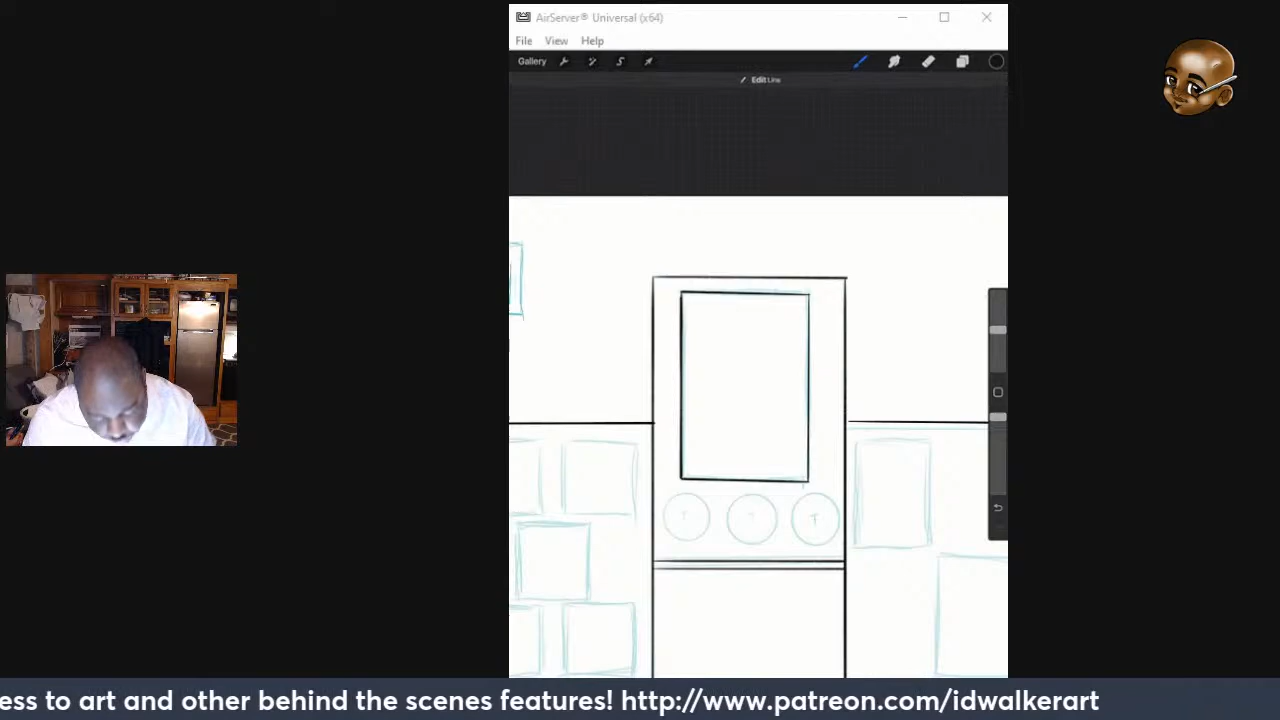 AirServer® Universal (x64)
File View Help
Gallery
Edit Line
T T T
ess to art and other behind the scenes features! http://www.patreon.com/idwalkerart